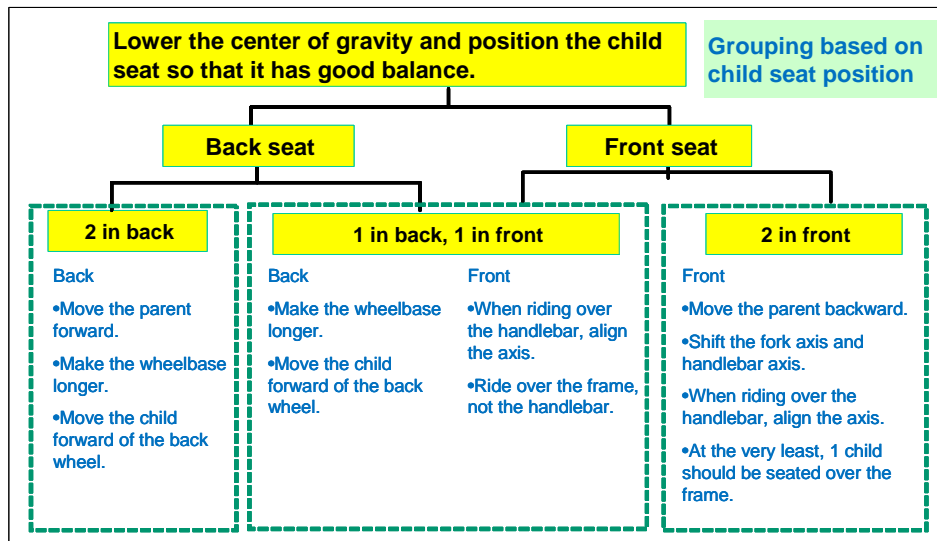 Lower the center of gravity and position the child
seat so that it has good balance.
Grouping based on
child seat position
Back seat
Front seat
2 in back
Back
•Move the parent
forward.
•Make the wheelbase
longer.
•Move the child
forward of the back
wheel.
1 in back, 1 in front
Back
•Make the wheelbase
longer.
•Move the child
forward of the back
wheel.
Front
•When riding over
the handlebar, align
the axis.
•Ride over the frame,
not the handlebar.
2 in front
Front
•Move the parent backward.
•Shift the fork axis and
handlebar axis.
•When riding over the
handlebar, align the axis.
•At the very least, 1 child
should be seated over the
frame.